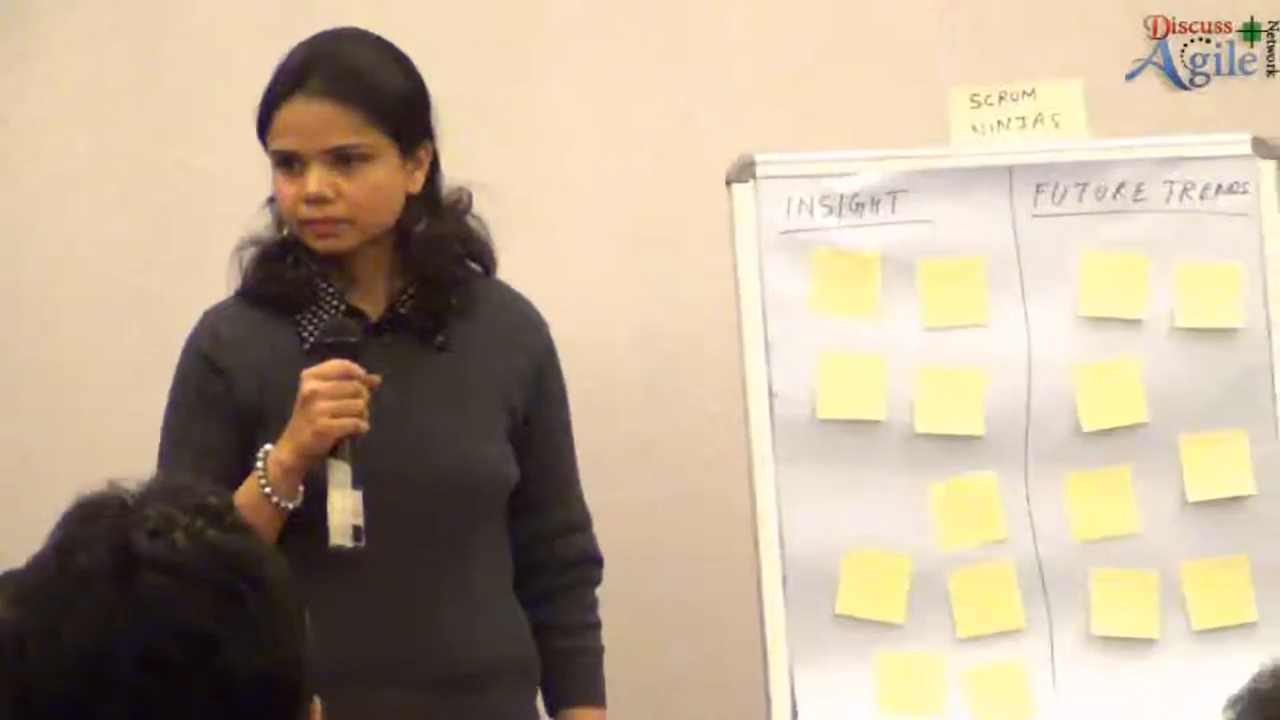 Discuss
Agile
Network
SCRUM
NINJAS
INSIGHT
FUTURE TRENDS